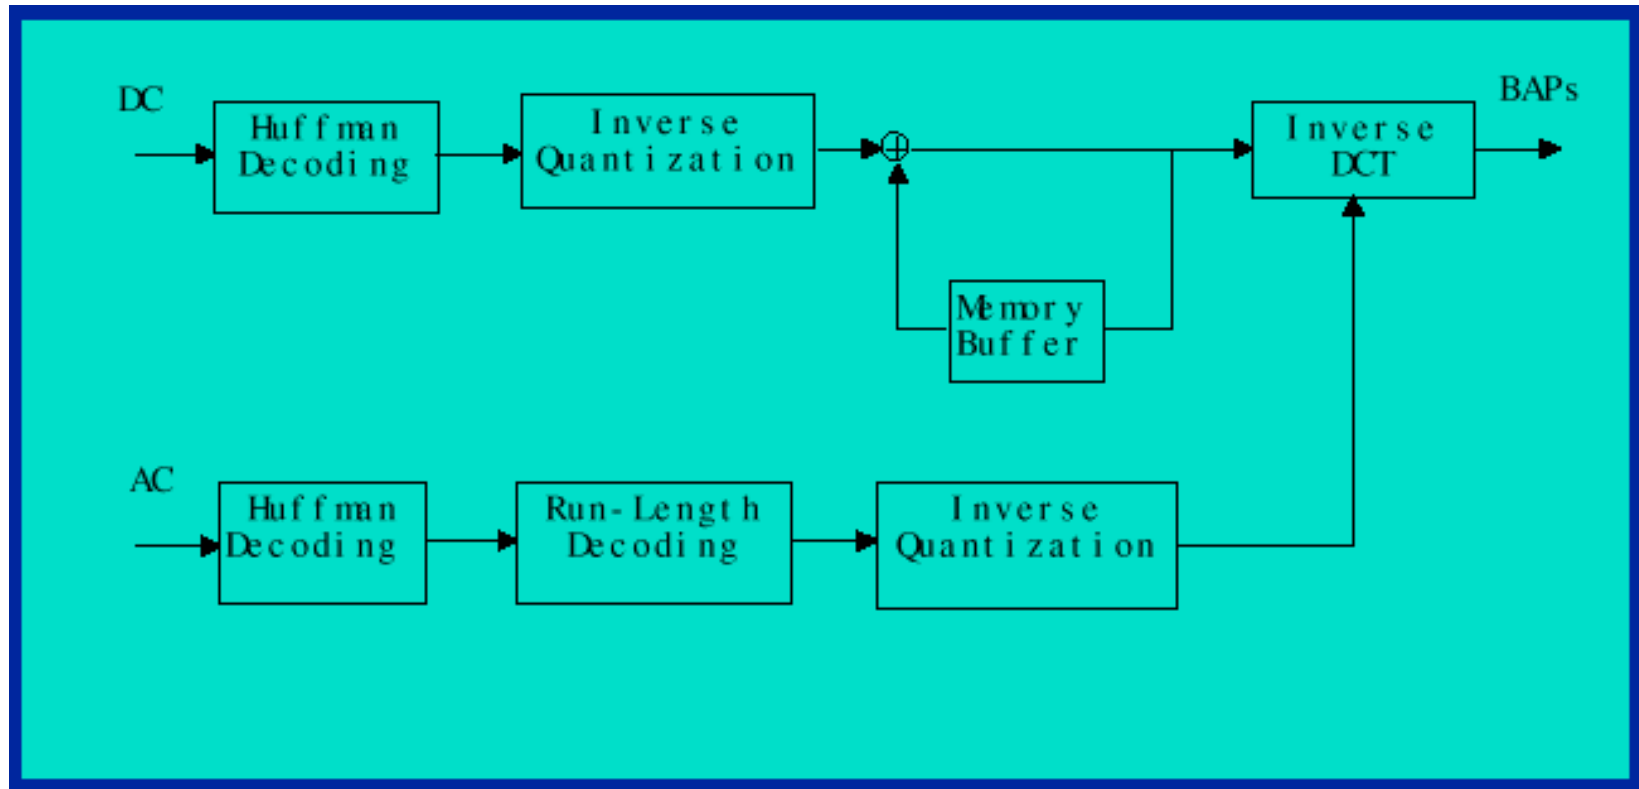 DC
Huffman
Decoding
Inverse
Quantization
Inverse
DCT
BAPs
Memory
Buffer
AC
Huffman
Decoding
Run-Length
Decoding
Inverse
Quantization